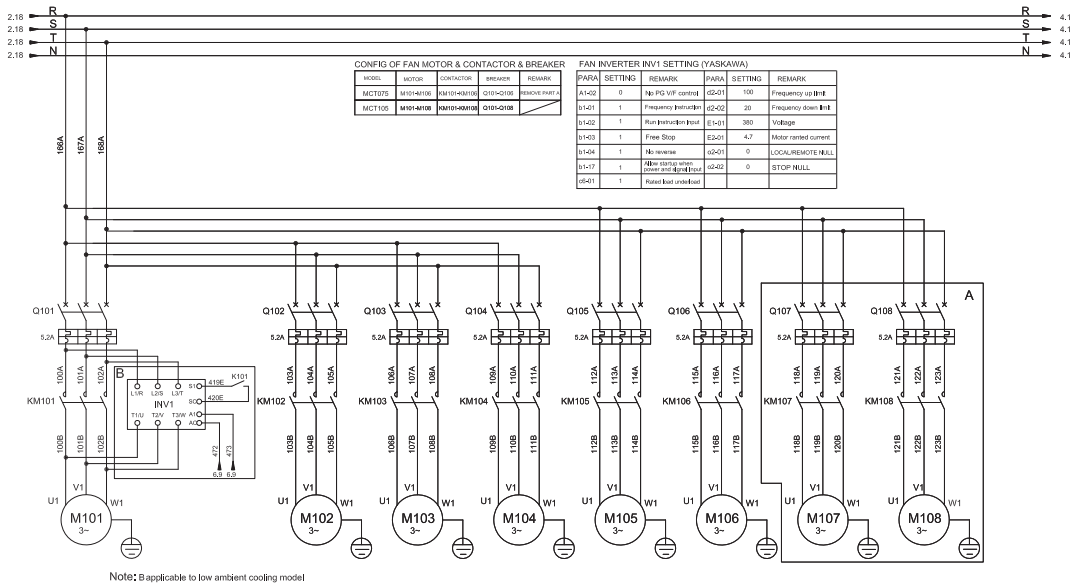 2.18 R R 4.1
2.18 S S 4.1
2.18 T T 4.1
2.18 N N 4.1
CONFIG OF FAN MOTOR & CONTACTOR & BREAKER
MODEL MOTOR CONTACTOR BREAKER REMARK
MCT075 M101-M106 KM101-KM106 Q101-Q106 REMOVE PART A
MCT105 M101-M108 KM101-KM108 Q101-Q108
FAN INVERTER INV1 SETTING (YASKAWA)
PARA SETTING REMARK PARA SETTING REMARK
A1-02 0 No PG V/F control d2-01 100 Frequency up limit
b1-01 1 Frequency Instruction d2-02 20 Frequency down limit
b1-02 1 Run instruction input E1-01 380 Voltage
b1-03 1 Free Stop E2-01 4.7 Motor ranted current
b1-04 1 No reverse o2-01 0 LOCAL/REMOTE NULL
b1-17 1 Allow startup when power and signal input o2-02 0 STOP NULL
c6-01 1 Rated load underload
166A 167A 168A
A
Q101 Q102 Q103 Q104 Q105 Q106 Q107 Q108
5.2A 5.2A 5.2A 5.2A 5.2A 5.2A 5.2A 5.2A
100A 101A 102A
103A 104A 105A 106A 107A 108A 109A 110A 111A 112A 113A 114A 115A 116A 117A 118A 119A 120A 121A 122A 123A
B
L1/R L2/S L3/T S1 419E K101
INV1 SC 420E
T1/U T2/V T3/W A1
AC
472 473
6.9 6.9
KM101 KM102 KM103 KM104 KM105 KM106 KM107 KM108
100B 101B 102B 103B 104B 105B 106B 107B 108B 109B 110B 111B 112B 113B 114B 115B 116B 117B 118B 119B 120B 121B 122B 123B
V1 V1 V1 V1 V1 V1 V1 V1
U1 W1 U1 W1 U1 W1 U1 W1 U1 W1 U1 W1 U1 W1 U1 W1
M101 M102 M103 M104 M105 M106 M107 M108
3~ 3~ 3~ 3~ 3~ 3~ 3~ 3~
Note: B applicable to low ambient cooling model